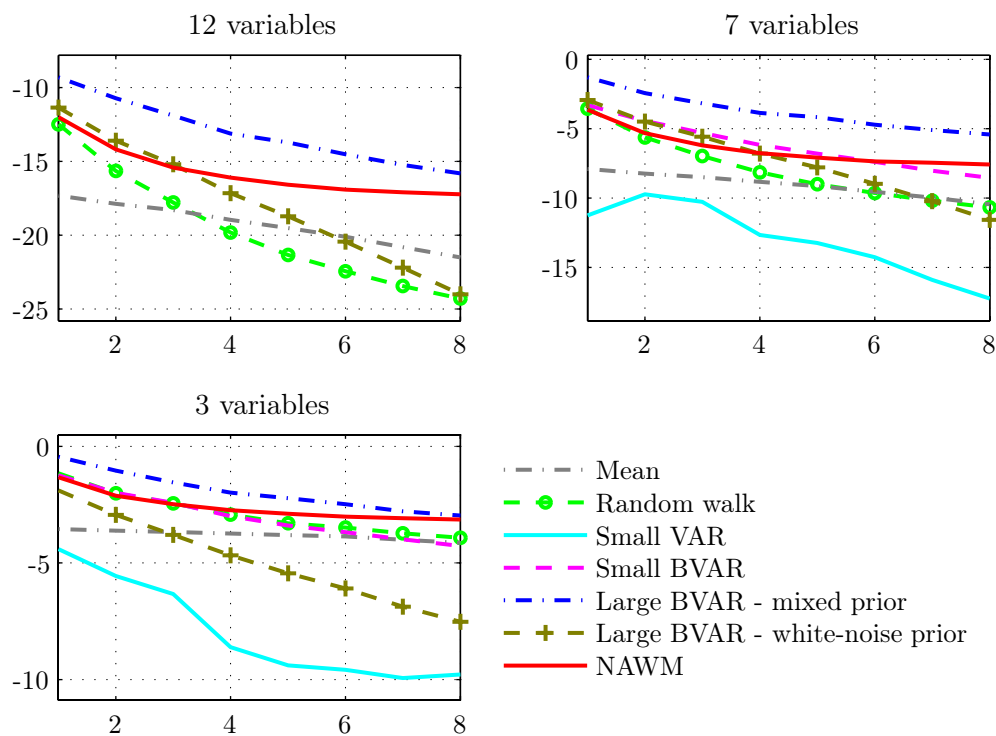 12 variables
-10
-15
-20
-25
2 4 6 8
7 variables
0
-5
-10
-15
2 4 6 8
3 variables
0
-5
-10
2 4 6 8
Mean
Random walk
Small VAR
Small BVAR
Large BVAR - mixed prior
Large BVAR - white-noise prior
NAWM